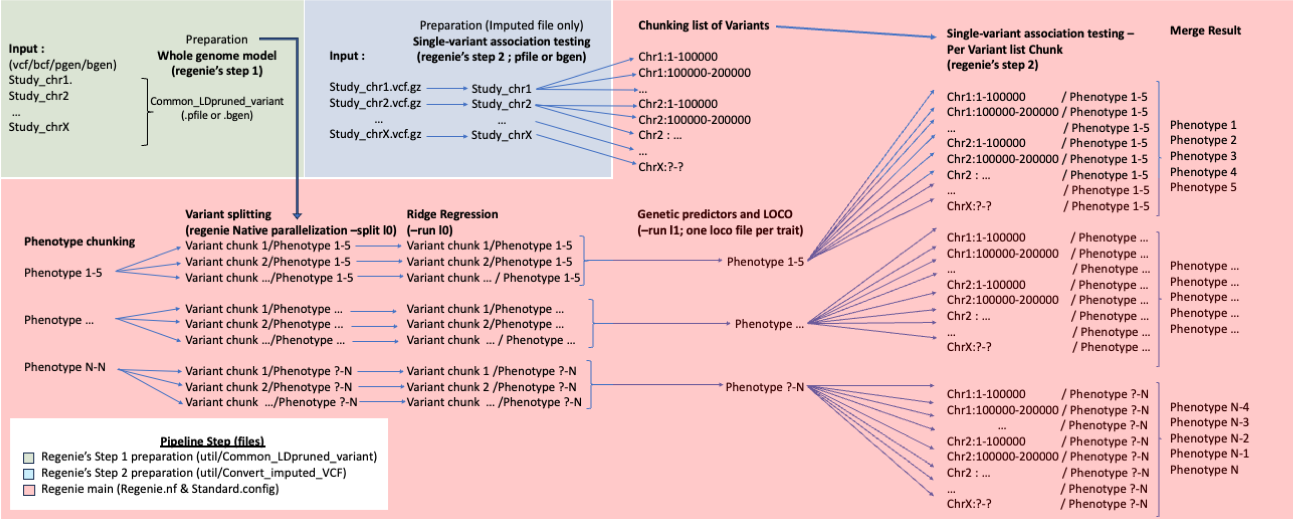 Input :
(vcf/bcf/pgen/bgen)
Study_chr1.
Study_chr2
...
Study_chrX
Preparation
Whole genome model
(regenie's step 1)
Common_LDpruned_variant
(.pfile or .bgen)
Preparation (Imputed file only)
Single-variant association testing
(regenie's step 2 ; pfile or bgen)
Input :
Study_chr1.vcf.gz
Study_chr2.vcf.gz
...
Study_chrX.vcf.gz
Study_chr1
Study_chr2
...
Study_chrX
Chunking list of Variants
Chr1:1-100000
Chr1:100000-200000
...
Chr2:1-100000
Chr2:100000-200000
Chr2 : ...
...
ChrX:?-?
Single-variant association testing –
Per Variant list Chunk
(regenie's step 2)
Merge Result
Chr1:1-100000 / Phenotype 1-5
Chr1:100000-200000 / Phenotype 1-5
... / Phenotype 1-5
Chr2:1-100000 / Phenotype 1-5
Chr2:100000-200000 / Phenotype 1-5
Chr2 : ... / Phenotype 1-5
... / Phenotype 1-5
ChrX:?-? / Phenotype 1-5
Phenotype 1
Phenotype 2
Phenotype 3
Phenotype 4
Phenotype 5
Phenotype chunking
Phenotype 1-5
Phenotype ...
Phenotype N-N
Variant splitting
(regenie Native parallelization –split l0)
Variant chunk 1/Phenotype 1-5
Variant chunk 2/Phenotype 1-5
Variant chunk .../Phenotype 1-5
Variant chunk 1/Phenotype ...
Variant chunk 2/Phenotype ...
Variant chunk .../Phenotype ...
Variant chunk 1/Phenotype ?-N
Variant chunk 2/Phenotype ?-N
Variant chunk .../Phenotype ?-N
Ridge Regression
(–run l0)
Variant chunk 1/Phenotype 1-5
Variant chunk 2/Phenotype 1-5
Variant chunk ... / Phenotype 1-5
Variant chunk 1/Phenotype ...
Variant chunk 2/Phenotype ...
Variant chunk ... / Phenotype ...
Variant chunk 1 /Phenotype ?-N
Variant chunk 2 /Phenotype ?-N
Variant chunk ... /Phenotype ?-N
Genetic predictors and LOCO
(–run l1; one loco file per trait)
Phenotype 1-5
Phenotype ...
Phenotype ?-N
Chr1:1-100000 / Phenotype ...
Chr1:100000-200000 / Phenotype ...
... / Phenotype ...
Chr2:1-100000 / Phenotype ...
Chr2:100000-200000 / Phenotype ...
Chr2 : ... / Phenotype ...
... / Phenotype ...
ChrX:?-? / Phenotype ...
Phenotype ...
Phenotype ...
Phenotype ...
Phenotype ...
Phenotype ...
Chr1:1-100000 / Phenotype ?-N
Chr1:100000-200000 / Phenotype ?-N
... / Phenotype ?-N
Chr2:1-100000 / Phenotype ?-N
Chr2:100000-200000 / Phenotype ?-N
Chr2 : ... / Phenotype ?-N
... / Phenotype ?-N
ChrX:?-? / Phenotype ?-N
Phenotype N-4
Phenotype N-3
Phenotype N-2
Phenotype N-1
Phenotype N
Pipeline Step (files)
Regenie's Step 1 preparation (util/Common_LDpruned_variant)
Regenie's Step 2 preparation (util/Convert_imputed_VCF)
Regenie main (Regenie.nf & Standard.config)